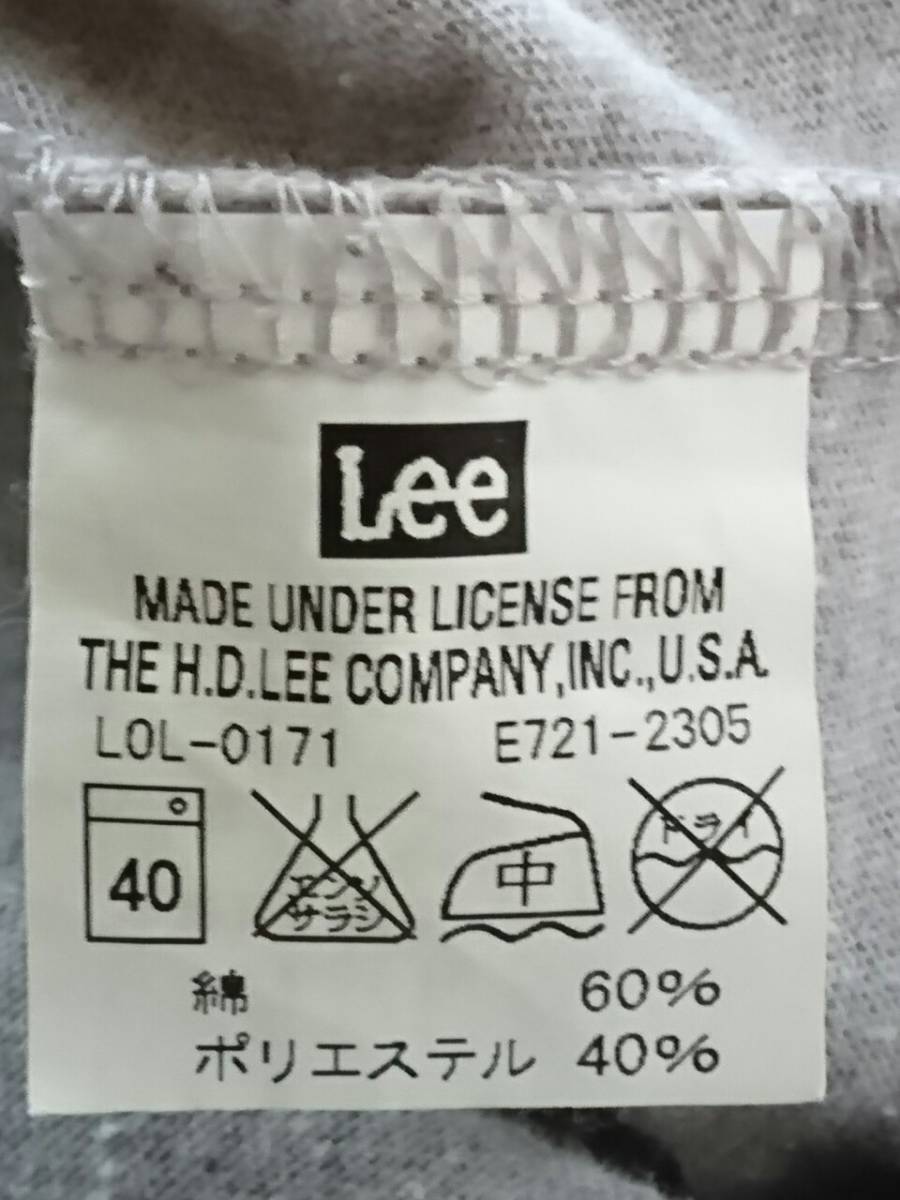 Lee
MADE UNDER LICENSE FROM
THE H.D.LEE COMPANY,INC.,U.S.A.
LOL-0171 E721-2305
40
エンソ
サラシ
中
ドライ
綿 60%
ポリエステル 40%